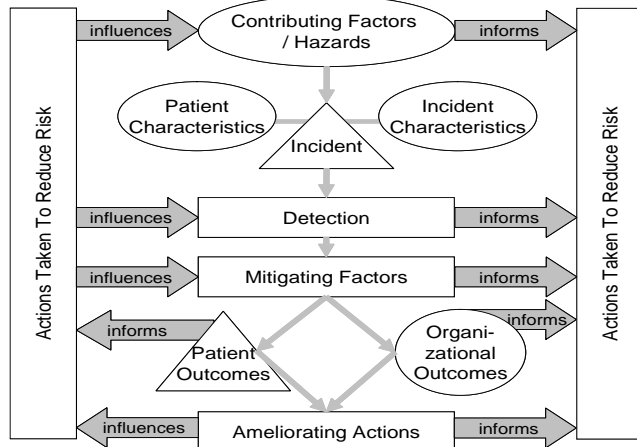 influences
Contributing Factors
/ Hazards
informs
Patient
Characteristics
Incident
Characteristics
Incident
influences
Detection
informs
influences
Mitigating Factors
informs
informs
Patient
Outcomes
Organi-
zational
Outcomes
informs
influences
Ameliorating Actions
informs
Actions Taken To Reduce Risk
Actions Taken To Reduce Risk